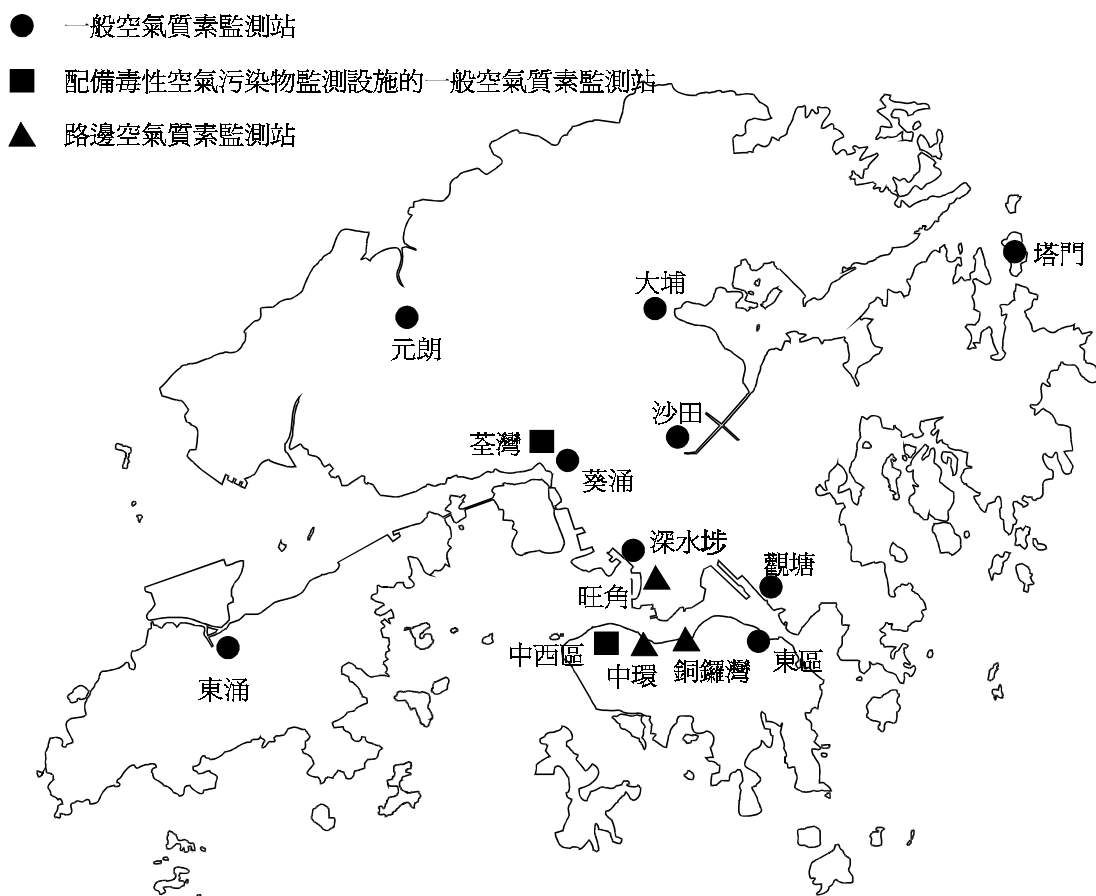 一般空氣質素監測站
配備毒性空氣污染物監測設施的一般空氣質素監測站
路邊空氣質素監測站
塔門
大埔
元朗
沙田
荃灣
葵涌
深水埗
觀塘
旺角
中西區
中環
銅鑼灣
東區
東涌